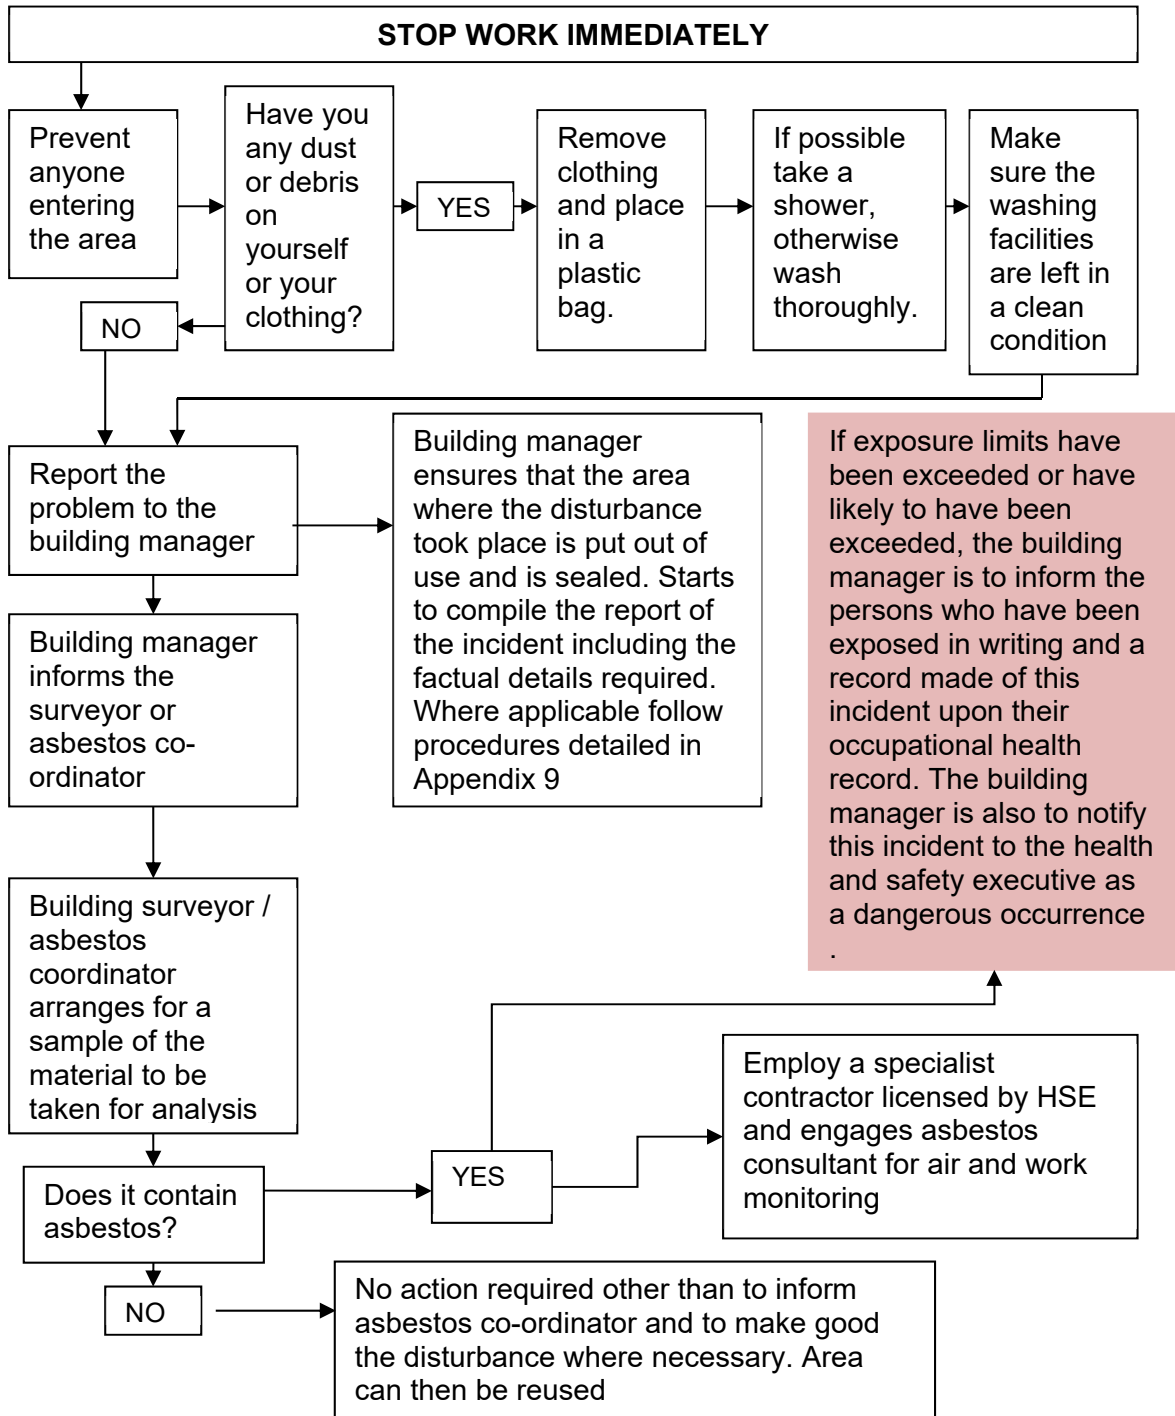 STOP WORK IMMEDIATELY
Prevent
anyone
entering
the area
Have you
any dust
or debris
on
yourself
or your
clothing?
YES
Remove
clothing
and place
in a
plastic
bag.
If possible
take a
shower,
otherwise
wash
thoroughly.
Make
sure the
washing
facilities
are left in
a clean
condition
NO
Report the
problem to the
building manager
Building manager
ensures that the area
where the disturbance
took place is put out of
use and is sealed. Starts
to compile the report of
the incident including the
factual details required.
Where applicable follow
procedures detailed in
Appendix 9
If exposure limits have
been exceeded or have
likely to have been
exceeded, the building
manager is to inform the
persons who have been
exposed in writing and a
record made of this
incident upon their
occupational health
record. The building
manager is also to notify
this incident to the health
and safety executive as
a dangerous occurrence
.
Building manager
informs the
surveyor or
asbestos co-
ordinator
Building surveyor /
asbestos
coordinator
arranges for a
sample of the
material to be
taken for analysis
Does it contain
asbestos?
YES
Employ a specialist
contractor licensed by HSE
and engages asbestos
consultant for air and work
monitoring
NO
No action required other than to inform
asbestos co-ordinator and to make good
the disturbance where necessary. Area
can then be reused